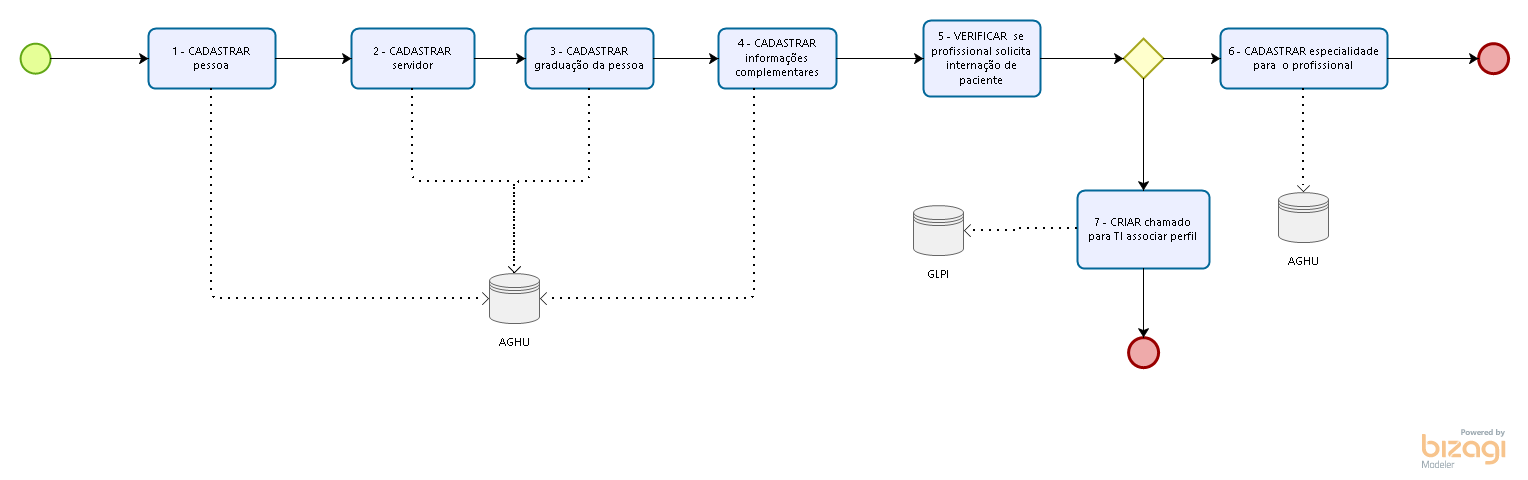 1 - CADASTRAR
pessoa
2 - CADASTRAR
servidor
3 - CADASTRAR
graduação da pessoa
4 - CADASTRAR
informações
complementares
5 - VERIFICAR se
profissional solicita
internação de
paciente
6 - CADASTRAR especialidade
para o profissional
7 - CRIAR chamado
para TI associar perfil
GLPI
AGHU
AGHU
Powered by
bizagi
Modeler